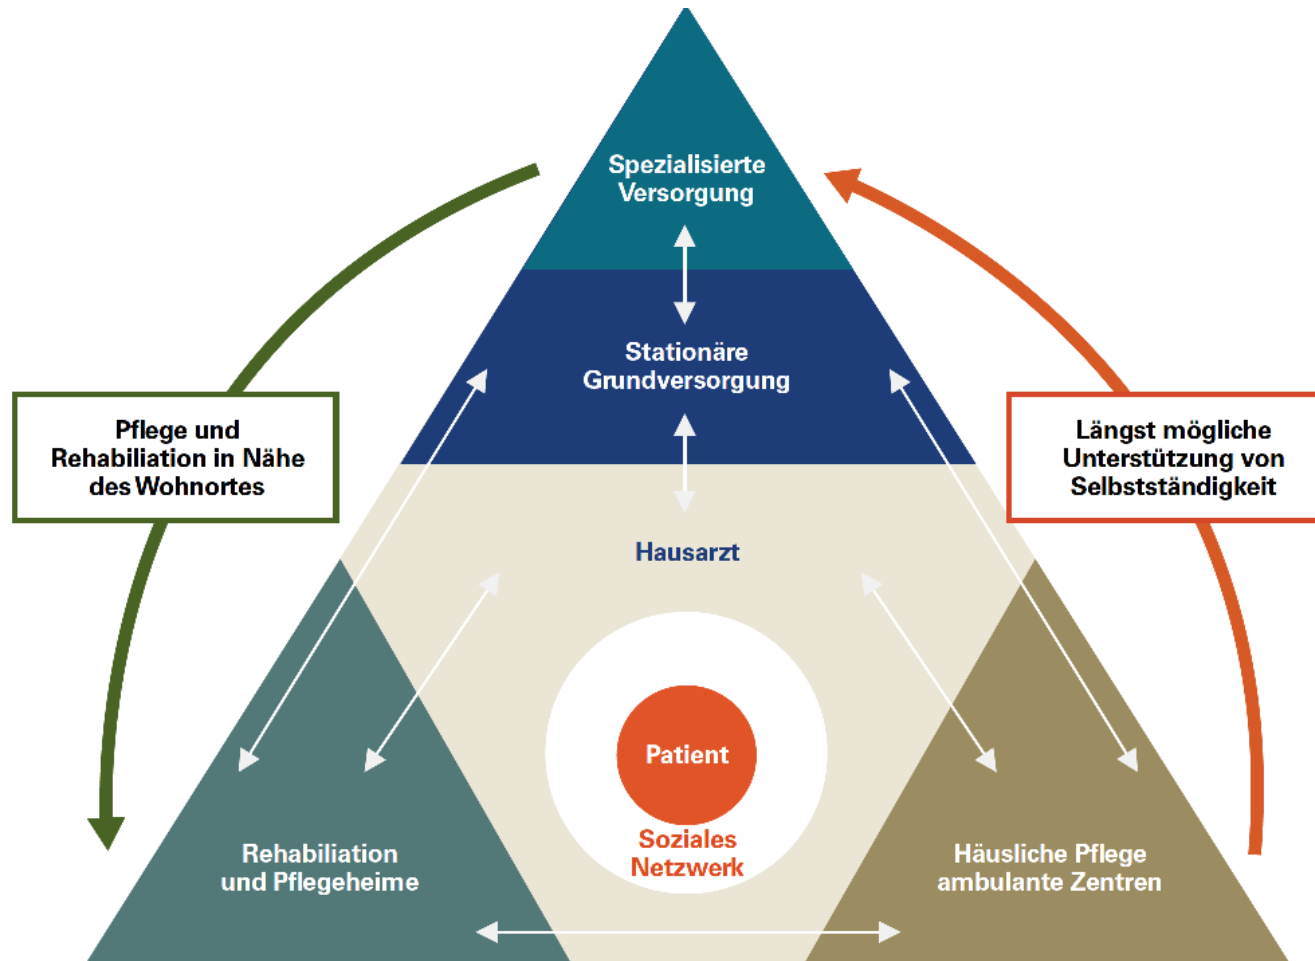 Spezialisierte
Versorgung
Stationäre
Grundversorgung
Pflege und
Rehabiliation in Nähe
des Wohnortes
Längst mögliche
Unterstützung von
Selbstständigkeit
Hausarzt
Patient
Soziales
Netzwerk
Rehabiliation
und Pflegeheime
Häusliche Pflege
ambulante Zentren